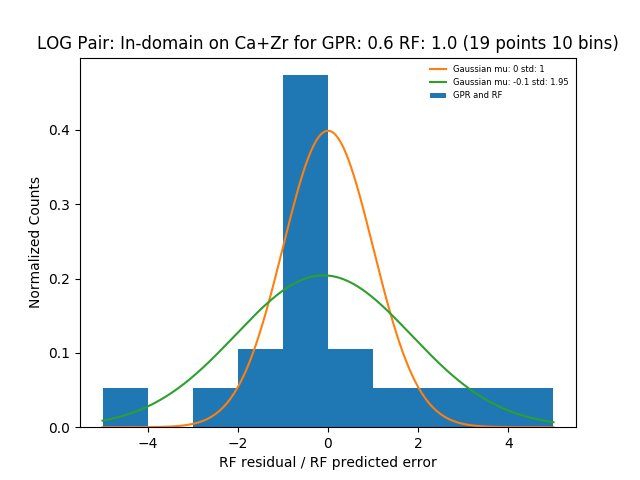 LOG Pair: In-domain on Ca+Zr for GPR: 0.6 RF: 1.0 (19 points 10 bins)
Gaussian mu: 0 std: 1
Gaussian mu: -0.1 std: 1.95
GPR and RF
Normalized Counts
0.4
0.3
0.2
0.1
0.0
−4 −2 0 2 4
RF residual / RF predicted error